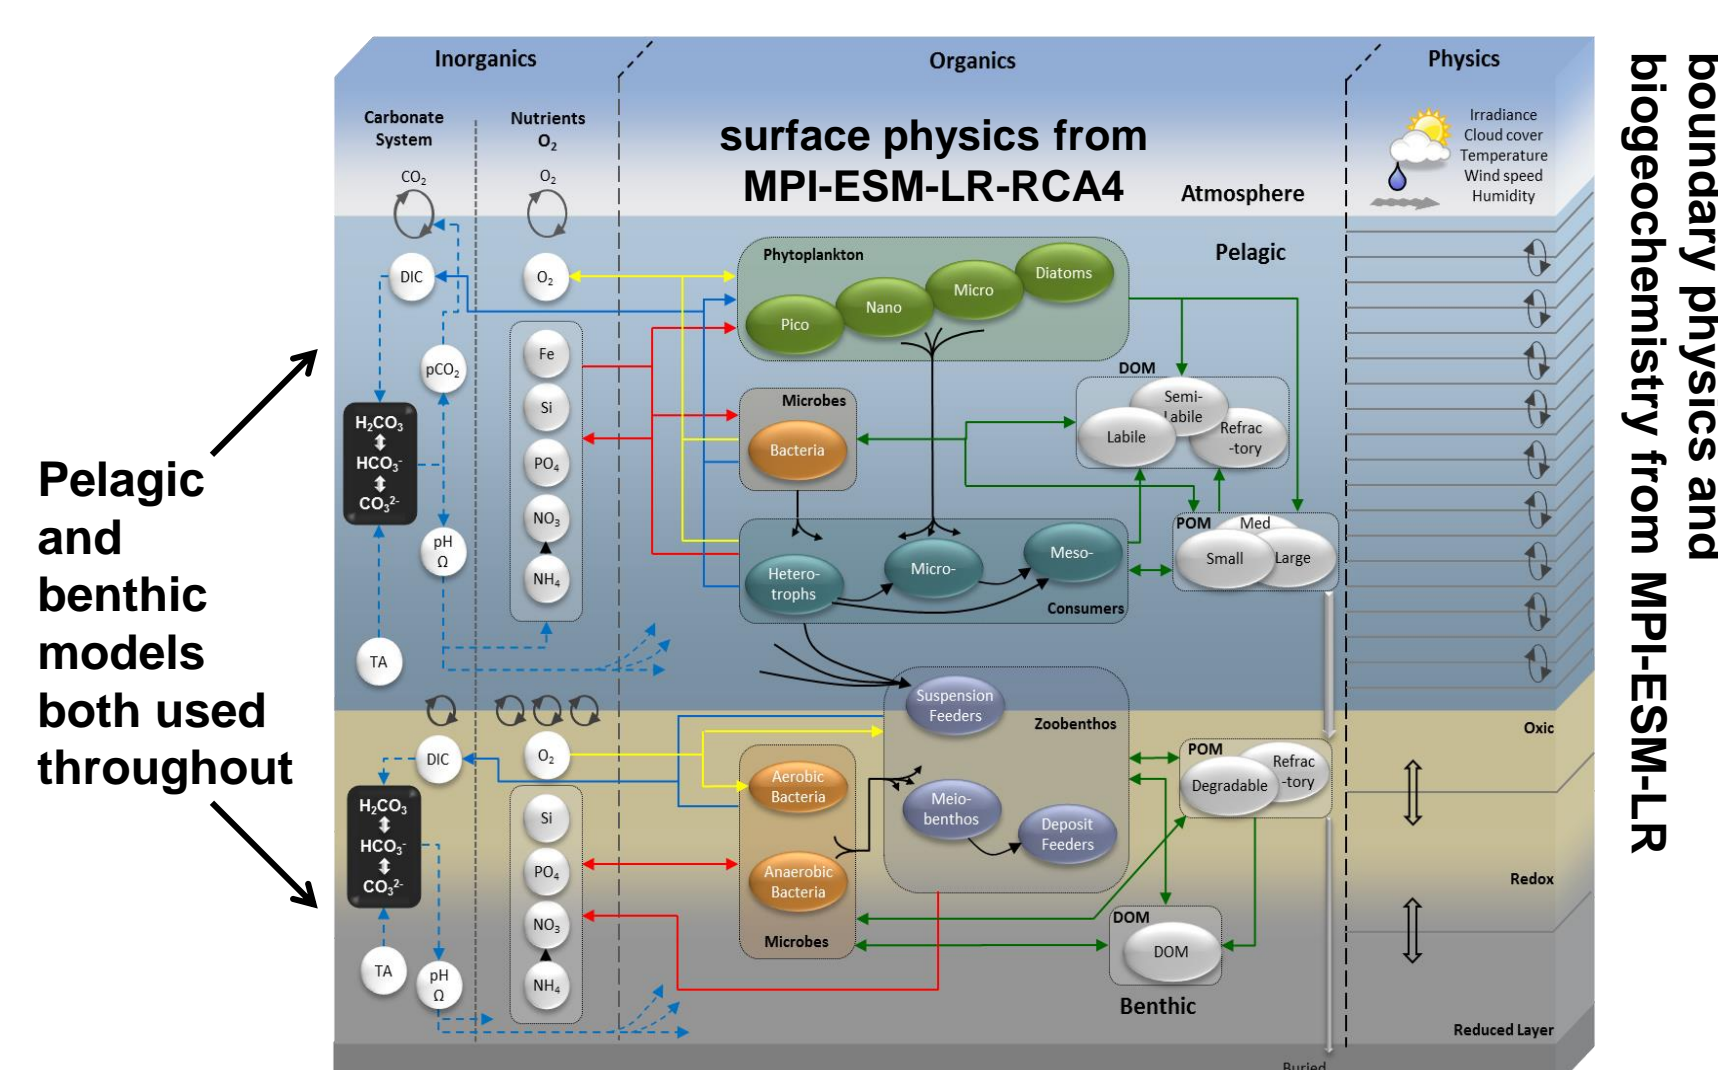 Inorganics
Organics
Physics
Carbonate
System
Nutrients
O₂
surface physics from
MPI-ESM-LR-RCA4
Atmosphere
Irradiance
Cloud cover
Temperature
Wind speed
Humidity
boundary physics and
biogeochemistry from MPI-ESM-LR
CO₂
O₂
Pelagic
DIC
O₂
Phytoplankton
Pico
Nano
Micro
Diatoms
pCO₂
Fe
Si
PO₄
NO₃
NH₄
H₂CO₃
HCO₃⁻
CO₃²⁻
pH
Ω
TA
Microbes
Bacteria
DOM
Semi-
Labile
Labile
Refrac
-tory
POM
Med
Small
Large
Hetero-
trophs
Micro-
Meso-
Consumers
Pelagic
and
benthic
models
both used
throughout
Suspension
Feeders
Zoobenthos
Oxic
DIC
O₂
Aerobic
Bacteria
Meio-
benthos
Deposit
Feeders
POM
Degradable
Refrac
-tory
H₂CO₃
HCO₃⁻
CO₃²⁻
Si
PO₄
NO₃
NH₄
Anaerobic
Bacteria
Microbes
Redox
DOM
DOM
TA
pH
Ω
Benthic
Reduced Layer
Buried